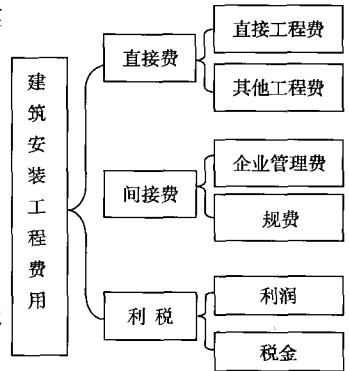 建筑安装工程费用
直接费
直接工程费
其他工程费
间接费
企业管理费
规费
利 税
利润
税金